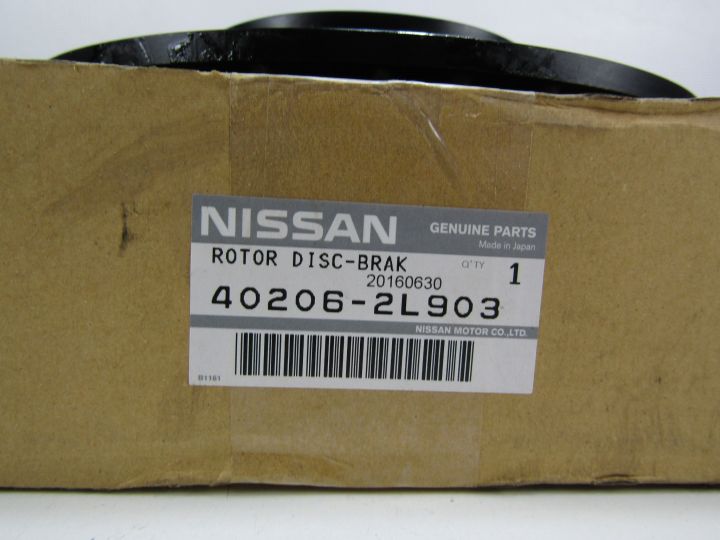 NISSAN GENUINE PARTS
Made in Japan
ROTOR DISC-BRAK Q'TY 1
20160630
40206-2L903
NISSAN MOTOR CO.,LTD.
B1161